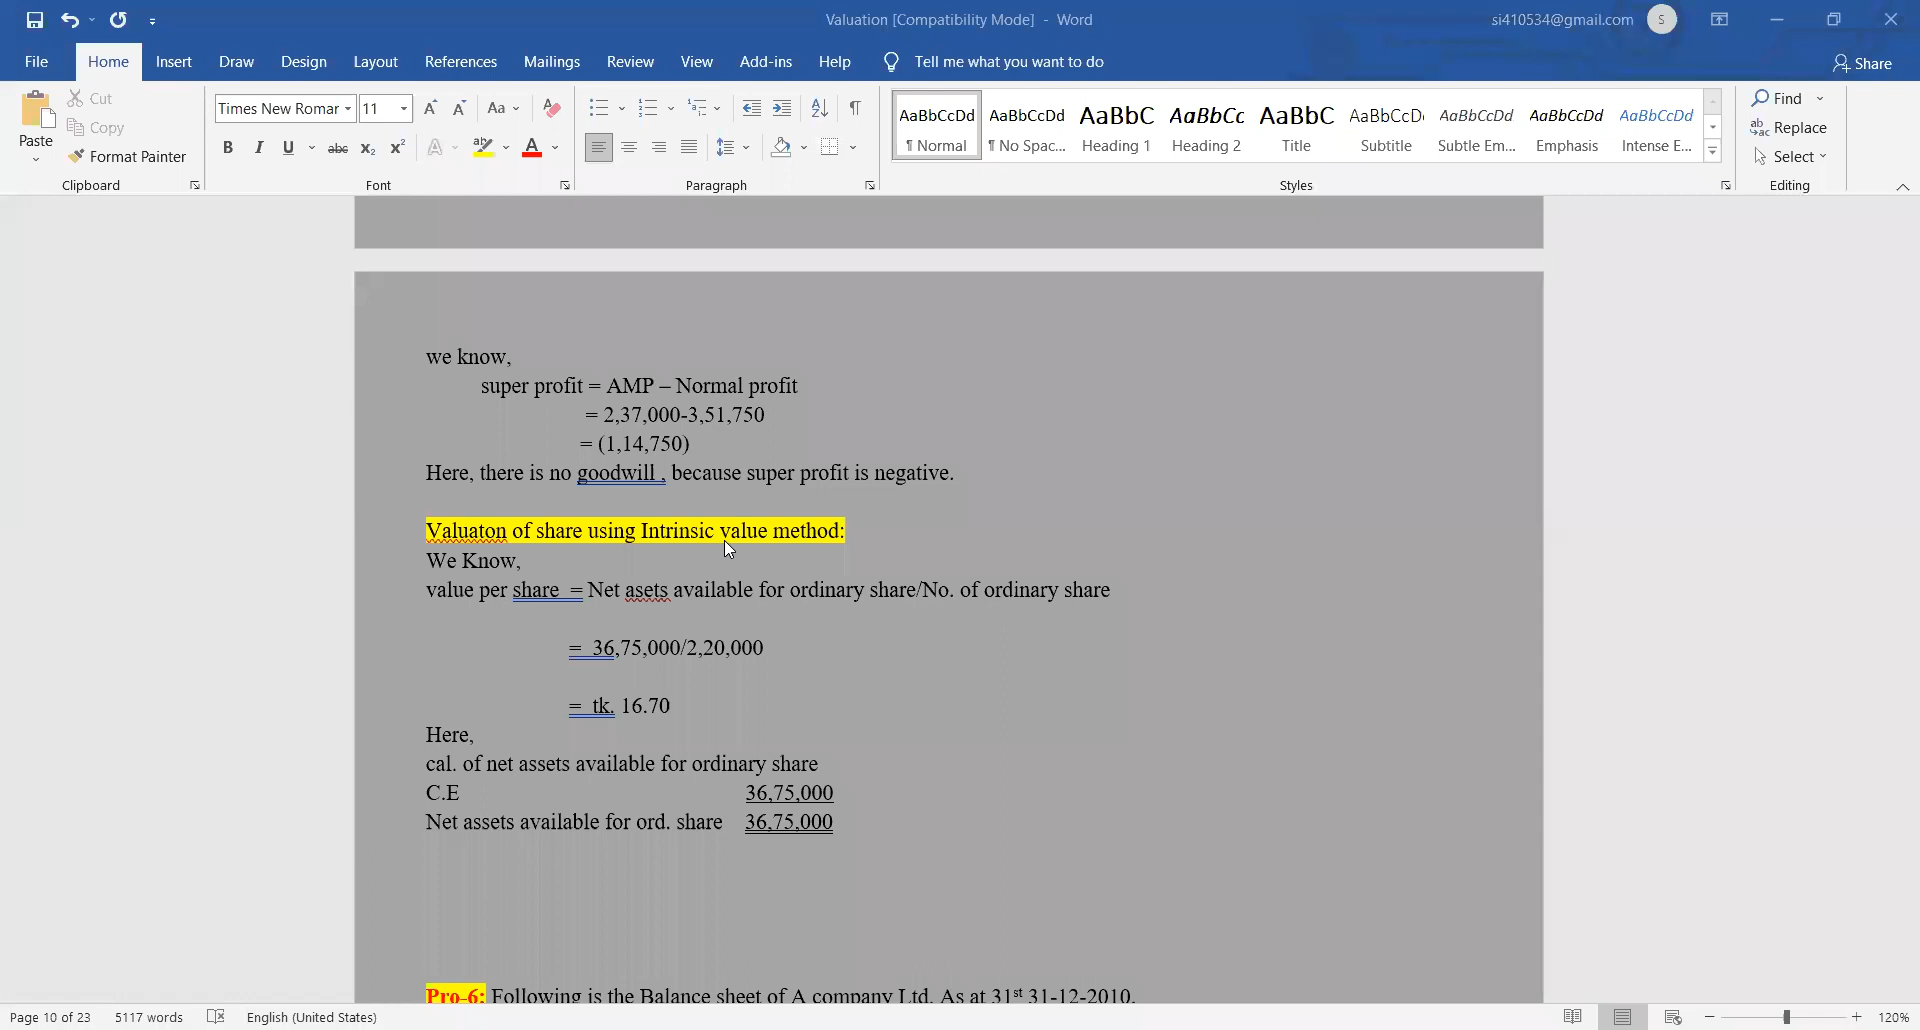 Valuation [Compatibility Mode] - Word
si410534@gmail.com
S
File Home Insert Draw Design Layout References Mailings Review View Add-ins Help Tell me what you want to do
Share
Paste
Cut
Copy
Format Painter
Clipboard
Times New Romar
11
Aa
B I U abc x₂ x² A A
Font
Paragraph
AaBbCcDd AaBbCcDd AaBbC AaBbCc AaBbC AaBbCcD AaBbCcDd AaBbCcDd AaBbCcDd
¶ Normal ¶ No Spac... Heading 1 Heading 2 Title Subtitle Subtle Em... Emphasis Intense E...
Styles
Find
Replace
Select
Editing
we know,
super profit = AMP – Normal profit
= 2,37,000-3,51,750
= (1,14,750)
Here, there is no goodwill , because super profit is negative.
Valuaton of share using Intrinsic value method:
We Know,
value per share = Net asets available for ordinary share/No. of ordinary share
= 36,75,000/2,20,000
= tk. 16.70
Here,
cal. of net assets available for ordinary share
C.E 36,75,000
Net assets available for ord. share 36,75,000
Pro-6: Following is the Balance sheet of A company Ltd. As at 31st 31-12-2010.
Page 10 of 23 5117 words English (United States)
120%